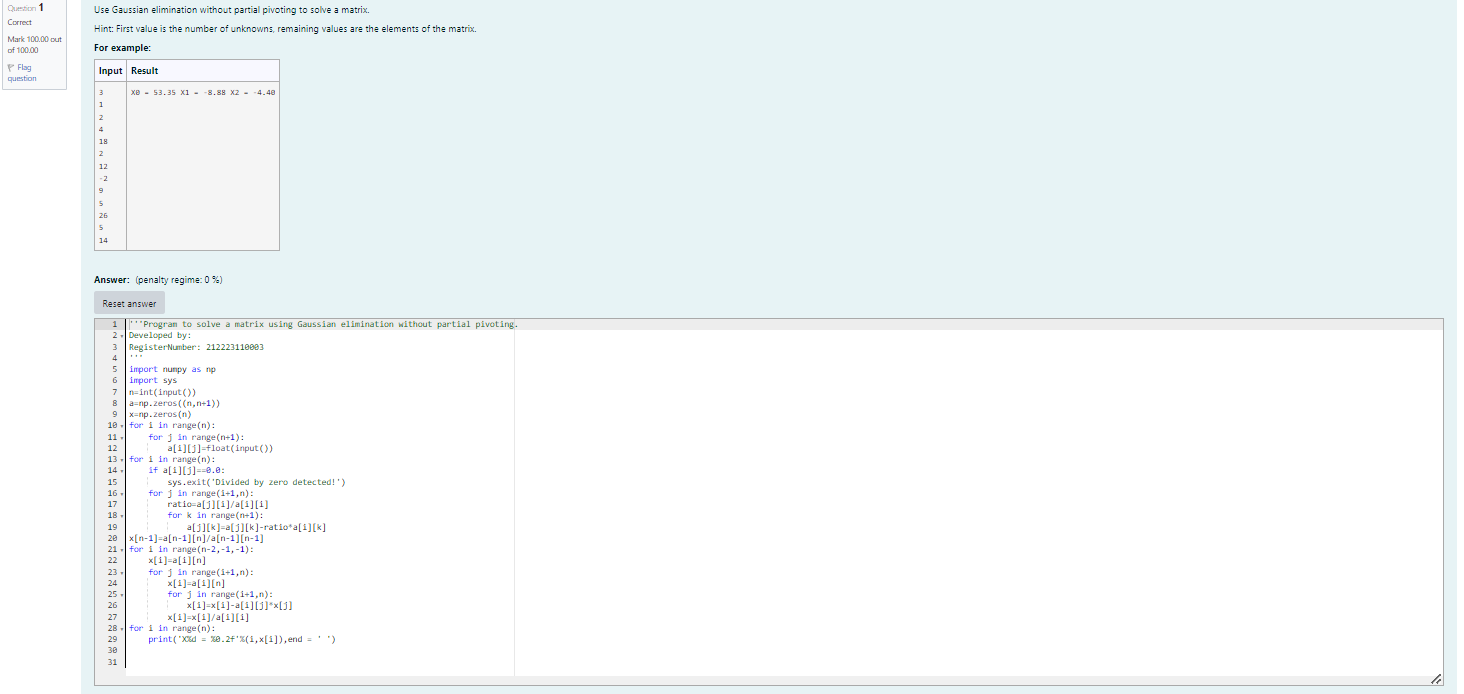 Question 1
Correct
Mark 100.00 out
of 100.00
Flag
question
Use Gaussian elimination without partial pivoting to solve a matrix.
Hint: First value is the number of unknowns, remaining values are the elements of the matrix.
For example:
Input Result
3 X0 = 53.35 X1 = -8.88 X2 = -4.40
1
2
4
18
2
12
-2
9
5
26
5
14
Answer: (penalty regime: 0 %)
Reset answer
1 '''Program to solve a matrix using Gaussian elimination without partial pivoting.
2 Developed by:
3 RegisterNumber: 212223110003
4 '''
5 import numpy as np
6 import sys
7 n=int(input())
8 a=np.zeros((n,n+1))
9 x=np.zeros(n)
10 for i in range(n):
11 for j in range(n+1):
12 a[i][j]=float(input())
13 for i in range(n):
14 if a[i][j]==0.0:
15 sys.exit('Divided by zero detected!')
16 for j in range(i+1,n):
17 ratio=a[j][i]/a[i][i]
18 for k in range(n+1):
19 a[j][k]=a[j][k]-ratio*a[i][k]
20 x[n-1]=a[n-1][n]/a[n-1][n-1]
21 for i in range(n-2,-1,-1):
22 x[i]=a[i][n]
23 for j in range(i+1,n):
24 x[i]=a[i][n]
25 for j in range(i+1,n):
26 x[i]=x[i]-a[i][j]*x[j]
27 x[i]=x[i]/a[i][i]
28 for i in range(n):
29 print('X%d = %0.2f'%(i,x[i]),end = ' ')
30
31